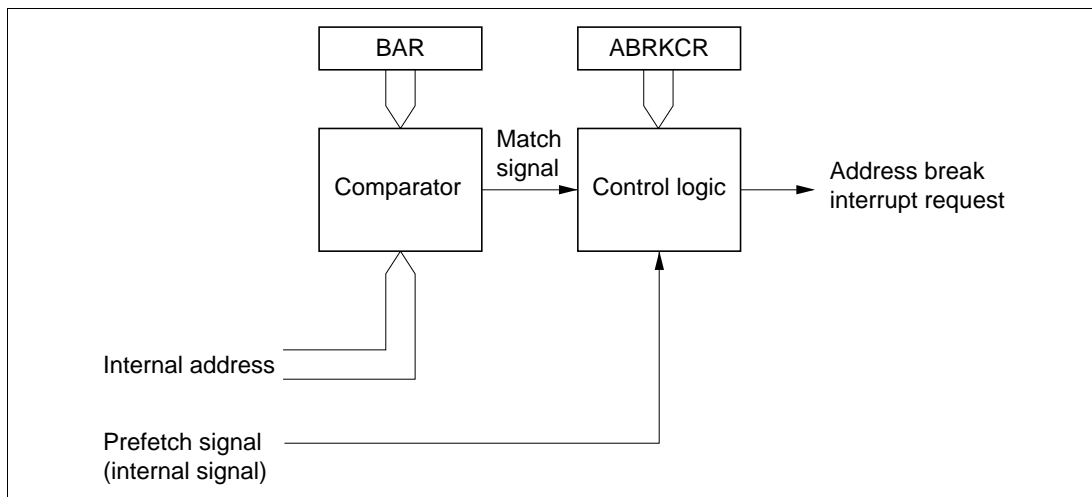 BAR
ABRKCR
Match
signal
Comparator
Control logic
Address break
interrupt request
Internal address
Prefetch signal
(internal signal)